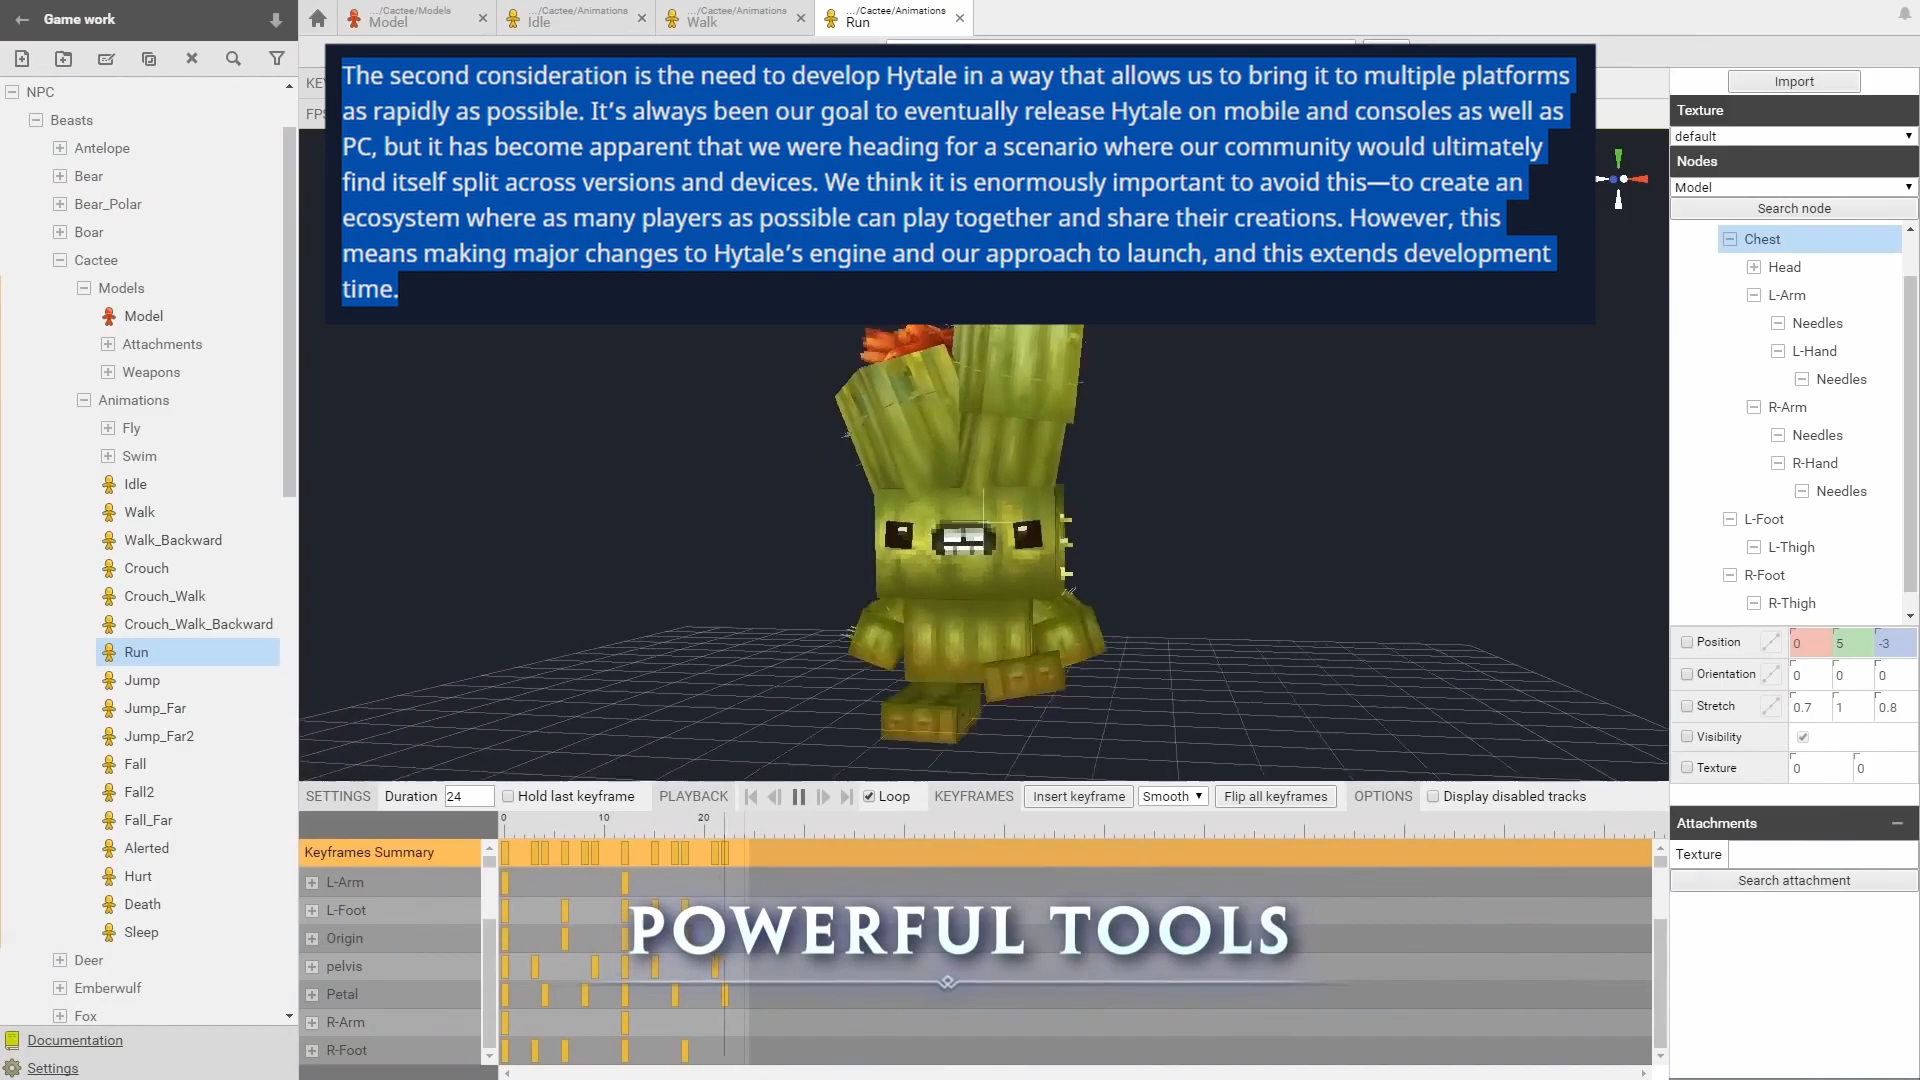 Game work
.../Cactee/Models
Model
.../Cactee/Animations
Idle
.../Cactee/Animations
Walk
.../Cactee/Animations
Run
The second consideration is the need to develop Hytale in a way that allows us to bring it to multiple platforms
as rapidly as possible. It’s always been our goal to eventually release Hytale on mobile and consoles as well as
PC, but it has become apparent that we were heading for a scenario where our community would ultimately
find itself split across versions and devices. We think it is enormously important to avoid this—to create an
ecosystem where as many players as possible can play together and share their creations. However, this
means making major changes to Hytale’s engine and our approach to launch, and this extends development
time.
NPC
Beasts
Antelope
Bear
Bear_Polar
Boar
Cactee
Models
Model
Attachments
Weapons
Animations
Fly
Swim
Idle
Walk
Walk_Backward
Crouch
Crouch_Walk
Crouch_Walk_Backward
Run
Jump
Jump_Far
Jump_Far2
Fall
Fall2
Fall_Far
Alerted
Hurt
Death
Sleep
Deer
Emberwulf
Fox
Documentation
Settings
SETTINGS Duration 24 Hold last keyframe PLAYBACK Loop KEYFRAMES Insert keyframe Smooth Flip all keyframes OPTIONS Display disabled tracks
0 10 20
Keyframes Summary
L-Arm
L-Foot
Origin
pelvis
Petal
R-Arm
R-Foot
POWERFUL TOOLS
Import
Texture
default
Nodes
Model
Search node
Chest
Head
L-Arm
Needles
L-Hand
Needles
R-Arm
Needles
R-Hand
Needles
L-Foot
L-Thigh
R-Foot
R-Thigh
Position 0 5 -3
Orientation 0 0 0
Stretch 0.7 1 0.8
Visibility
Texture 0 0
Attachments
Texture
Search attachment